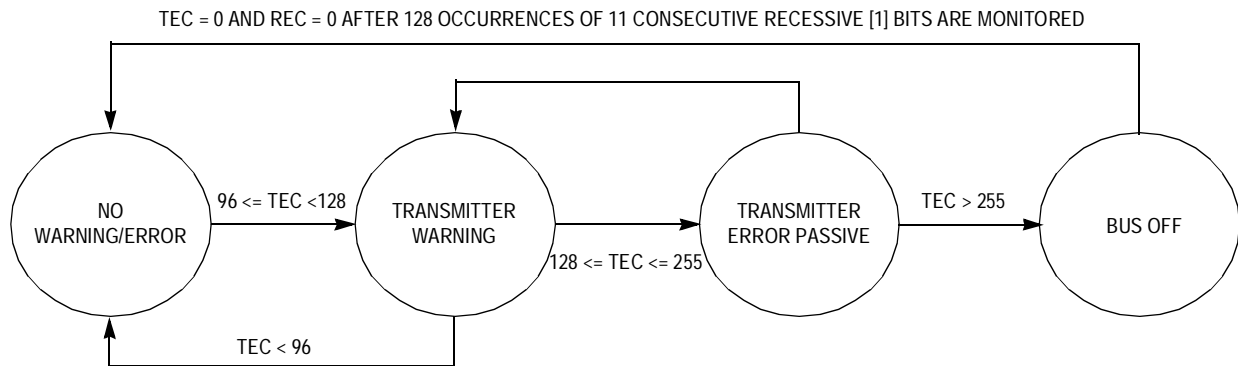 TEC = 0 AND REC = 0 AFTER 128 OCCURRENCES OF 11 CONSECUTIVE RECESSIVE [1] BITS ARE MONITORED
NO
WARNING/ERROR
96 <= TEC <128
TRANSMITTER
WARNING
128 <= TEC <= 255
TRANSMITTER
ERROR PASSIVE
TEC > 255
BUS OFF
TEC < 96